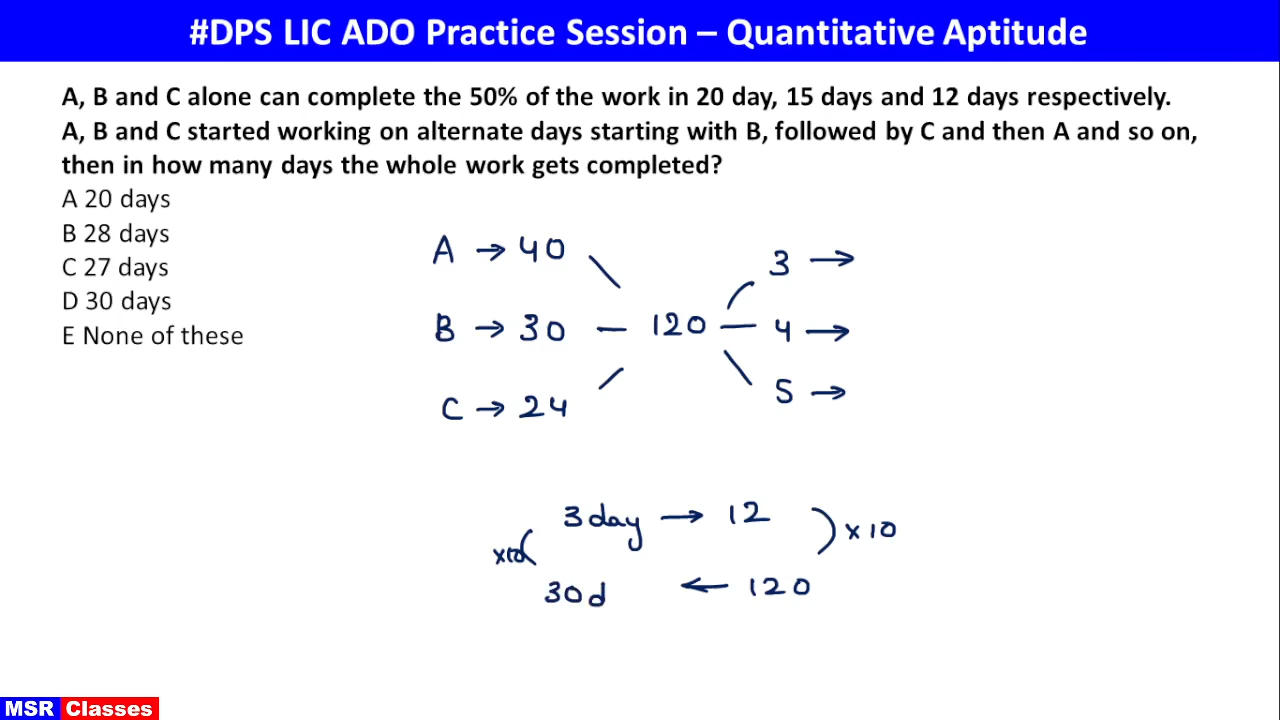 #DPS LIC ADO Practice Session – Quantitative Aptitude
A, B and C alone can complete the 50% of the work in 20 day, 15 days and 12 days respectively.
A, B and C started working on alternate days starting with B, followed by C and then A and so on,
then in how many days the whole work gets completed?
A 20 days
B 28 days
C 27 days
D 30 days
E None of these
A → 40
3 →
B → 30 — 120 — 4 →
C → 24
5 →
3 day → 12
x10 ( ) x 10
30d ← 120
MSR Classes